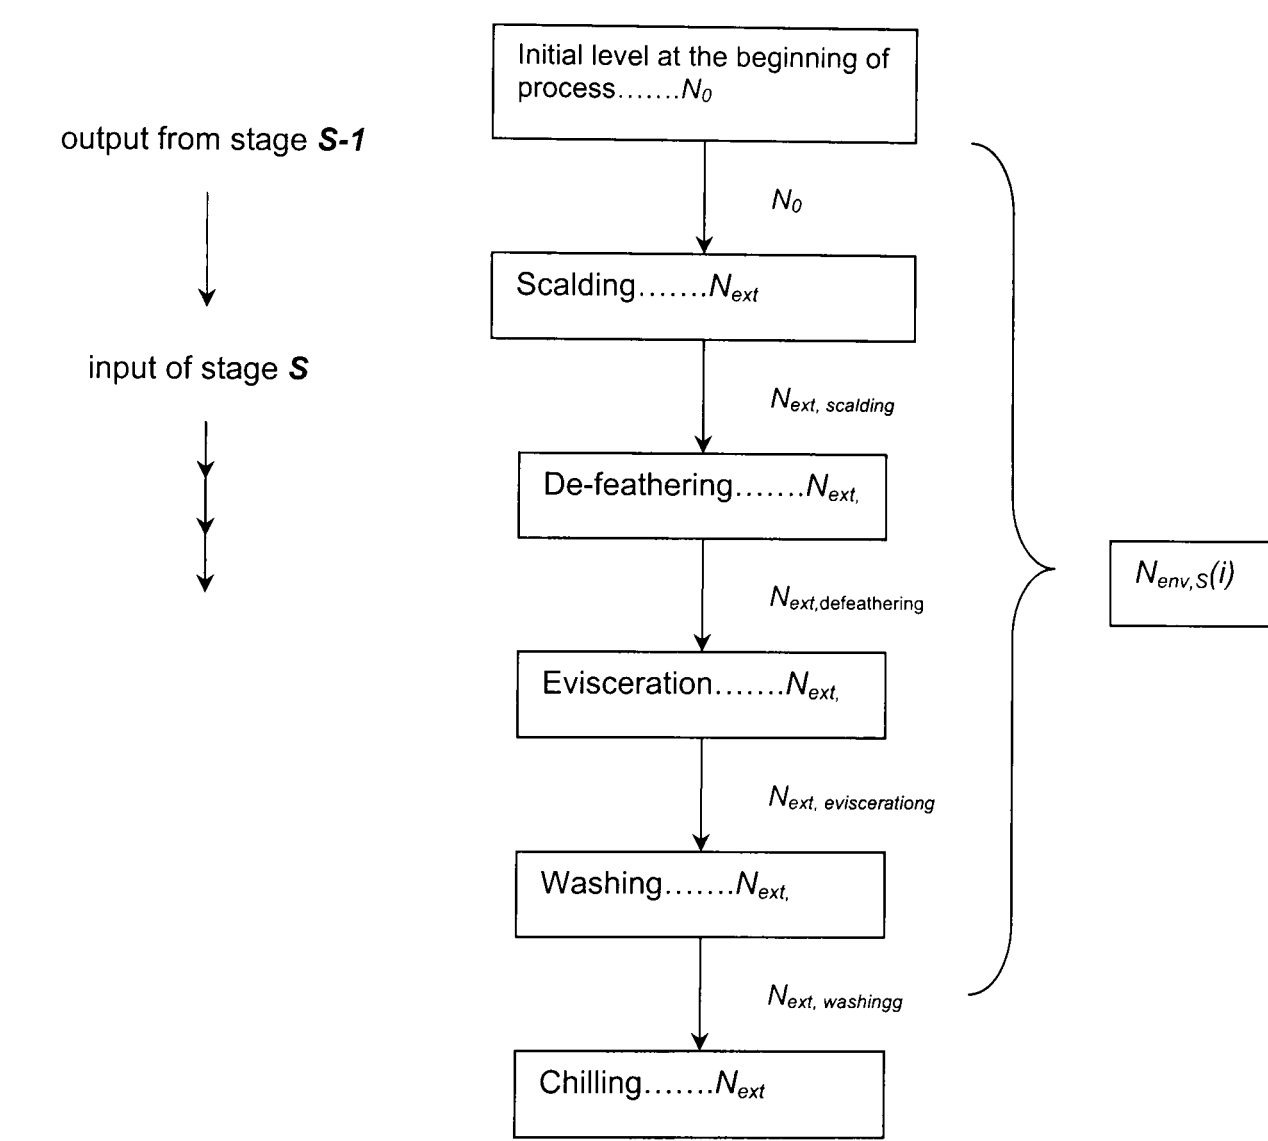 Initial level at the beginning of
process.......N0
output from stage S-1
N0
Scalding.......Next
input of stage S
Next, scalding
De-feathering.......Next,
Nenv,S(i)
Next,defeathering
Evisceration.......Next,
Next, eviscerationg
Washing.......Next,
Next, washingg
Chilling.......Next